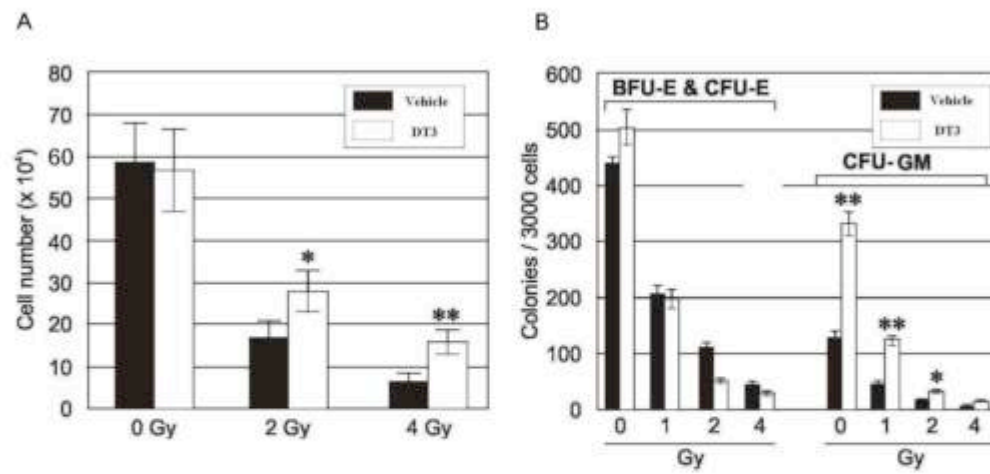 A
80
70
60
50
40
30
20
10
0
Cell number (x 10⁴)
Vehicle
DT3
*
**
0 Gy
2 Gy
4 Gy
B
600
500
400
300
200
100
0
Colonies / 3000 cells
BFU-E & CFU-E
Vehicle
DT3
CFU-GM
**
**
*
0 1 2 4 0 1 2 4
Gy Gy